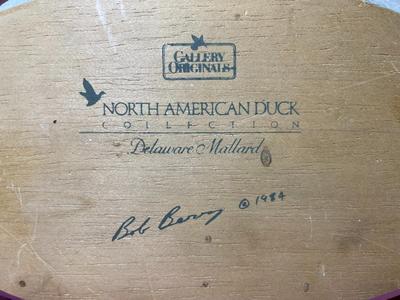 GALLERY
ORIGINALS
NORTH AMERICAN DUCK
COLLECTION
Delaware Mallard
Bob Berry © 1984